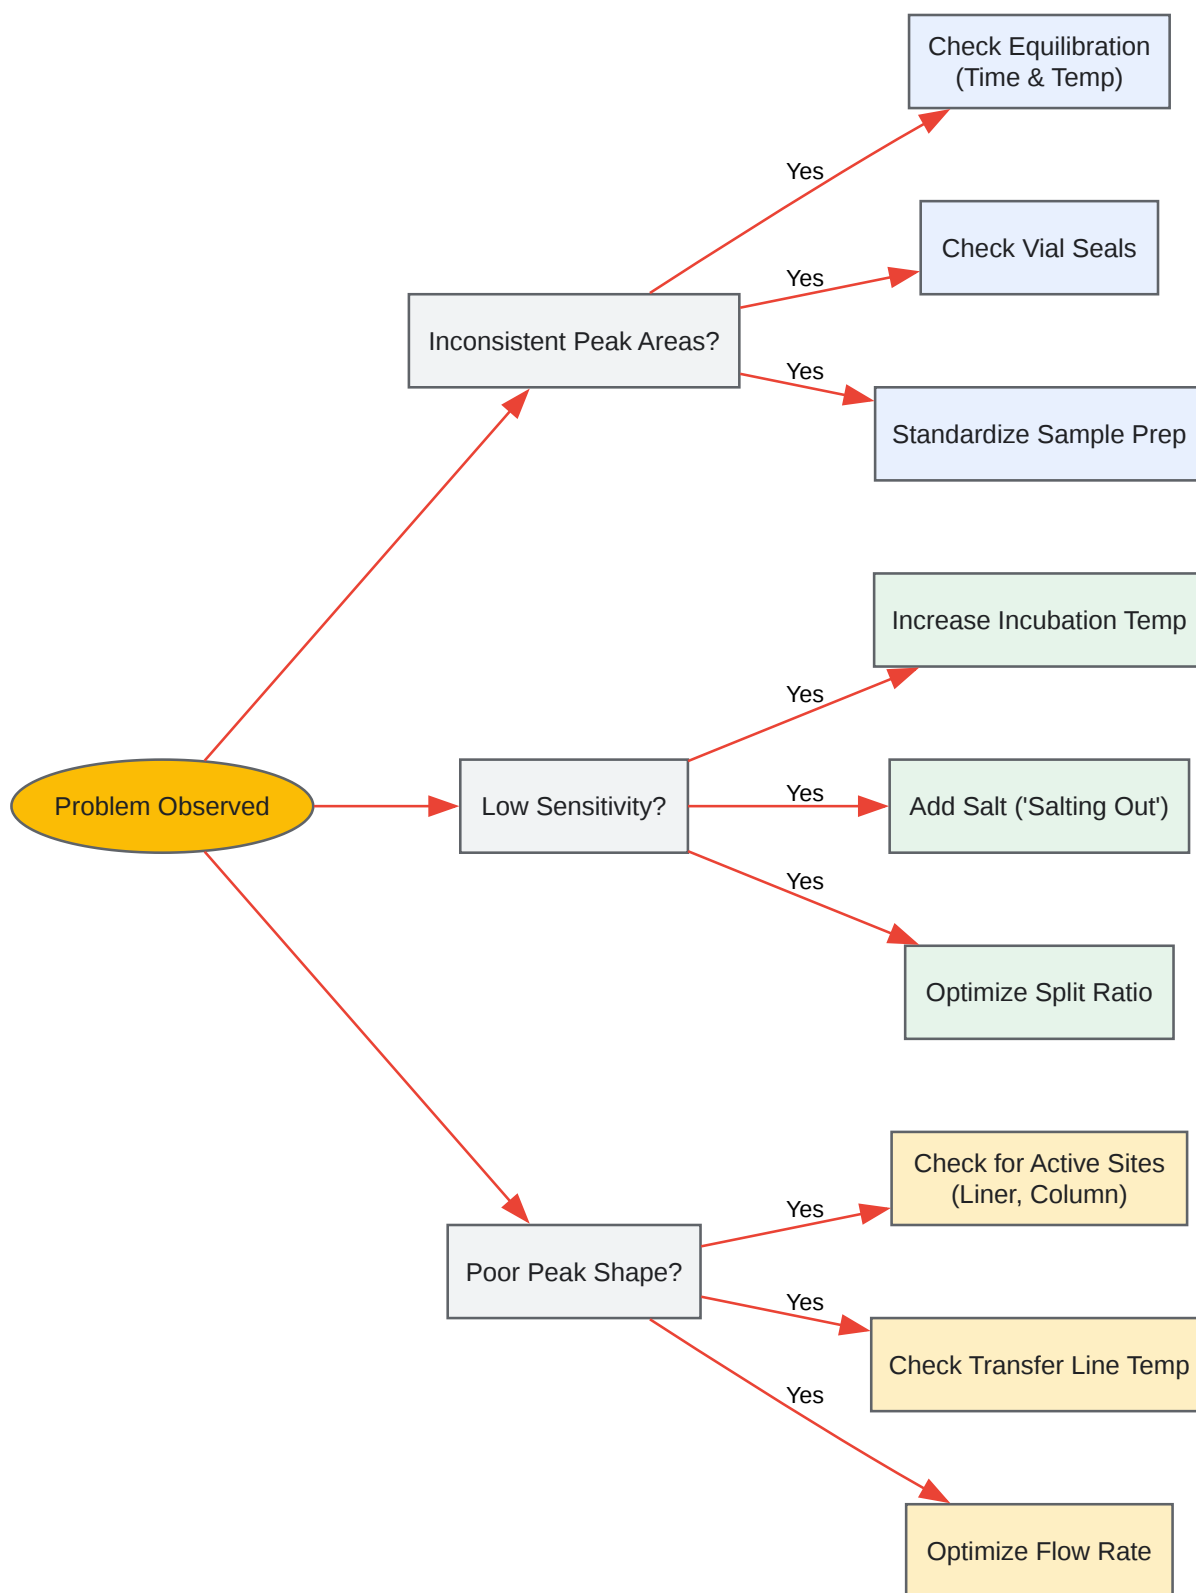 Check Equilibration
(Time & Temp)
Yes
Check Vial Seals
Yes
Inconsistent Peak Areas?
Yes
Standardize Sample Prep
Increase Incubation Temp
Yes
Problem Observed
Low Sensitivity?
Yes
Add Salt ('Salting Out')
Yes
Optimize Split Ratio
Check for Active Sites
(Liner, Column)
Yes
Poor Peak Shape?
Yes
Check Transfer Line Temp
Yes
Optimize Flow Rate